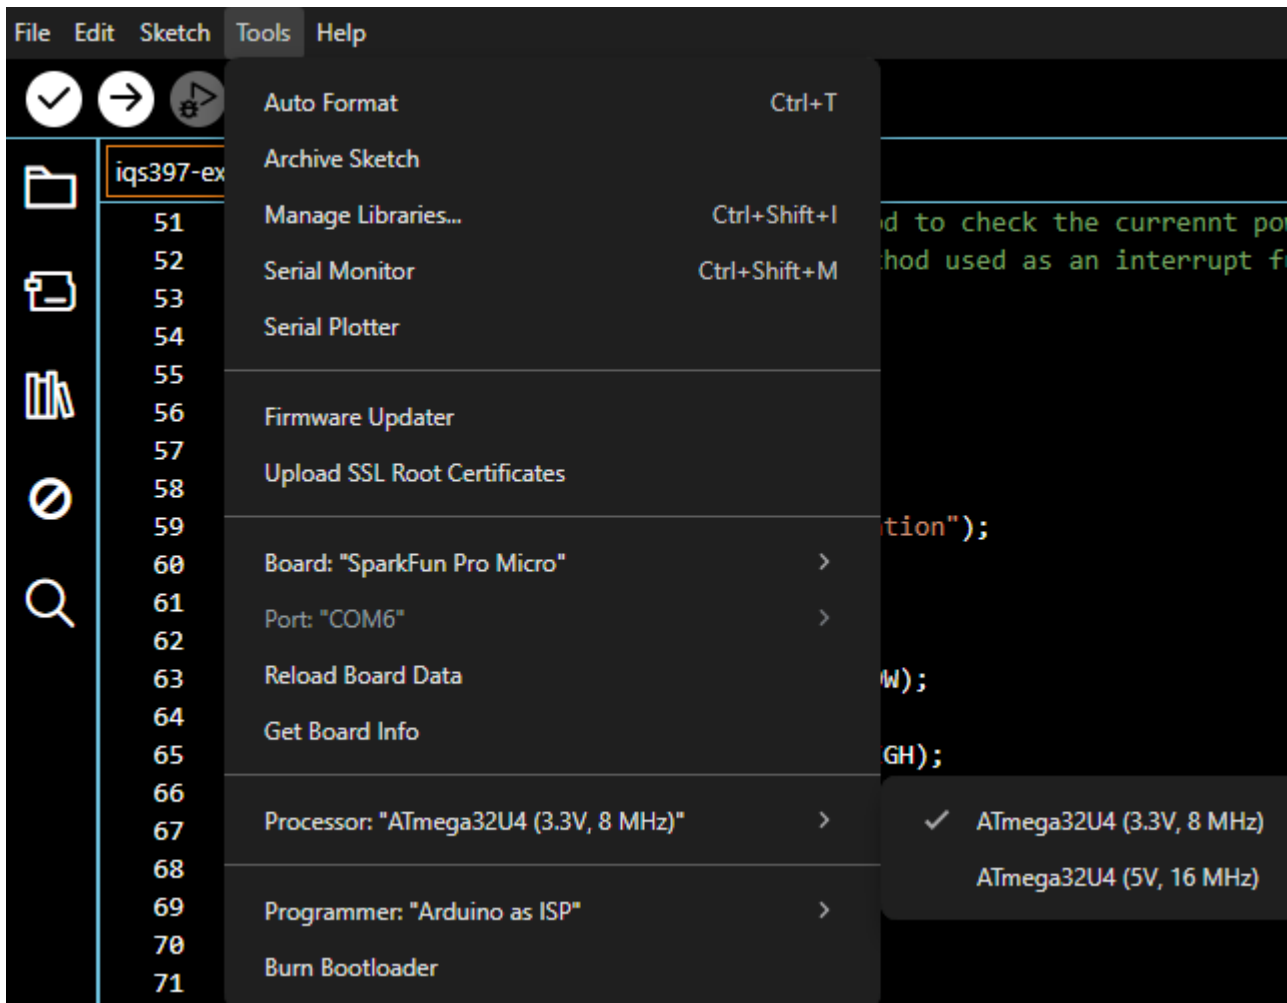 File Edit Sketch Tools Help
Auto Format Ctrl+T
Archive Sketch
iqs397-ex
Manage Libraries... Ctrl+Shift+I
51 d to check the currennt po
Serial Monitor Ctrl+Shift+M
52 hod used as an interrupt f
53
Serial Plotter
54
55
56 Firmware Updater
57
58 Upload SSL Root Certificates
59 tion");
60 Board: "SparkFun Pro Micro"
61 Port: "COM6"
62
63 Reload Board Data W);
64 Get Board Info
65 GH);
66
67 Processor: "ATmega32U4 (3.3V, 8 MHz)" ATmega32U4 (3.3V, 8 MHz)
68 ATmega32U4 (5V, 16 MHz)
69 Programmer: "Arduino as ISP"
70
71 Burn Bootloader